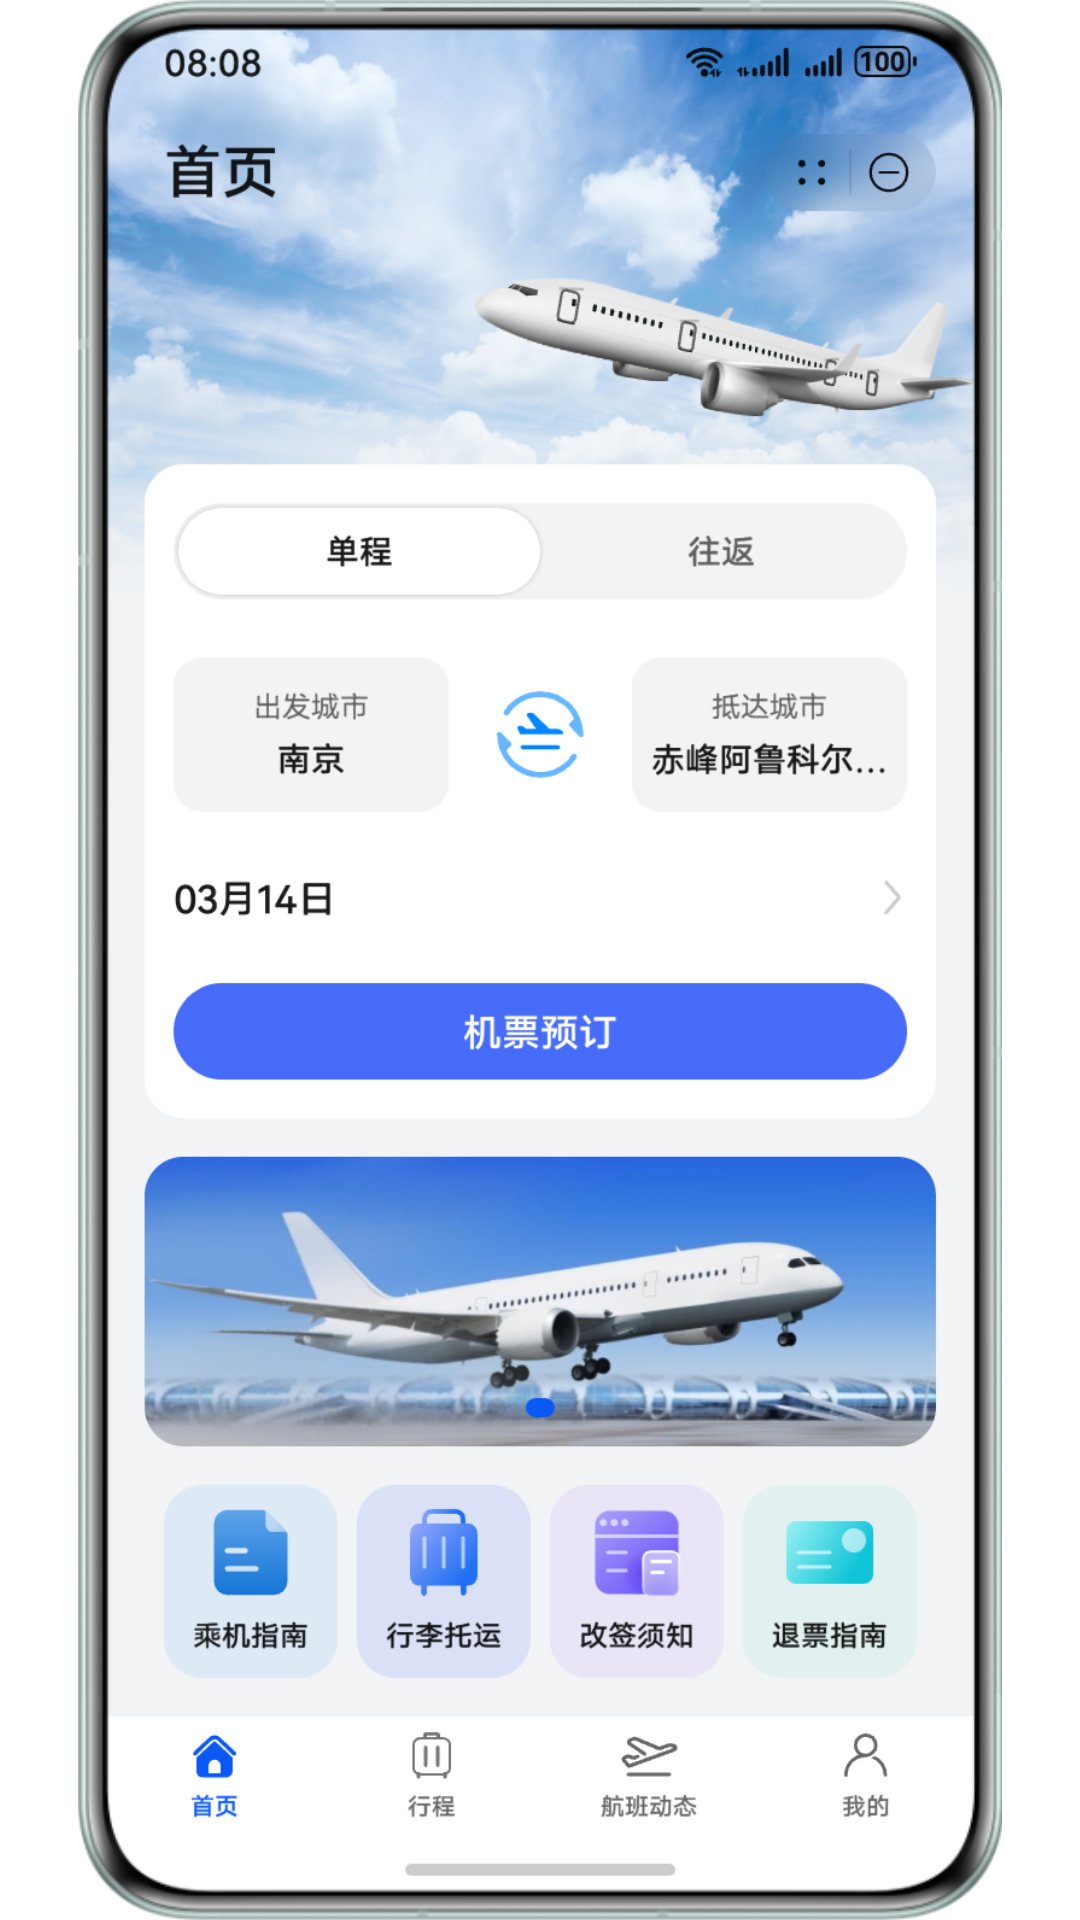 08:08
100
首页
单程
往返
出发城市
南京
抵达城市
赤峰阿鲁科尔...
03月14日
机票预订
乘机指南
行李托运
改签须知
退票指南
首页
行程
航班动态
我的